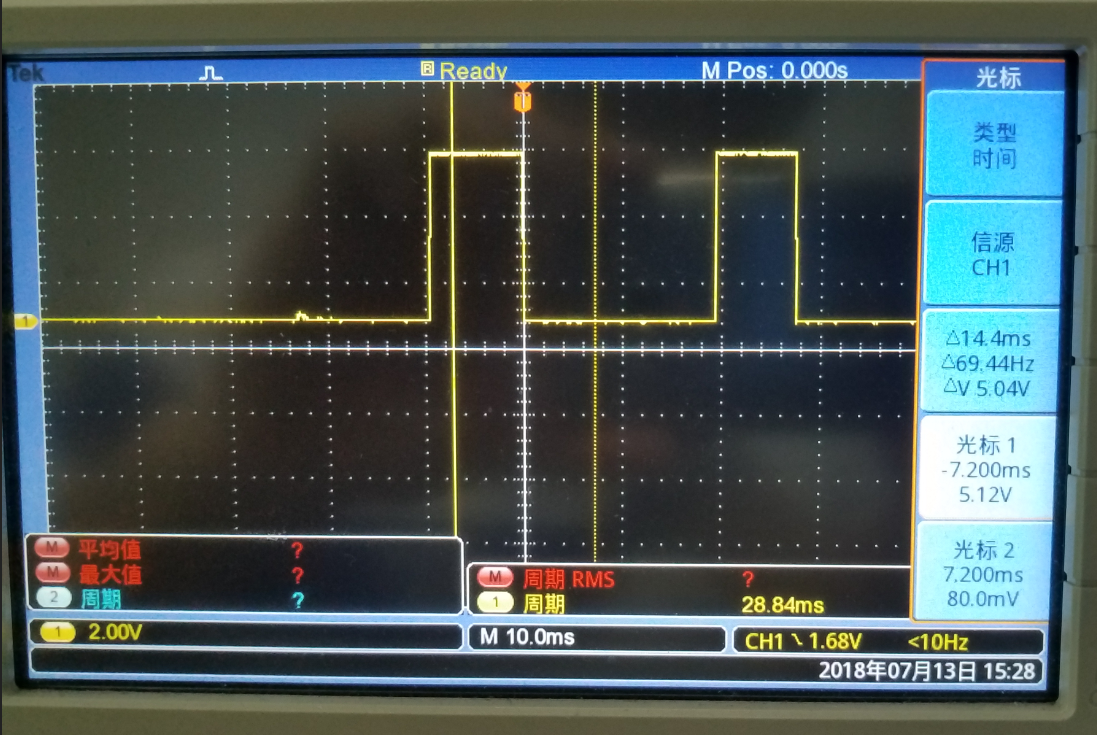 Tek
B Ready
M Pos: 0.000s
光标
T
类型
时间
信源
CH1
1
△14.4ms
△69.44Hz
△V 5.04V
光标 1
-7.200ms
5.12V
光标 2
7.200ms
80.0mV
M 平均值 ?
M 最大值 ?
2 周期 ?
M 周期 RMS ?
1 周期 28.84ms
1 2.00V
M 10.0ms
CH1 \ 1.68V <10Hz
2018年07月13日 15:28